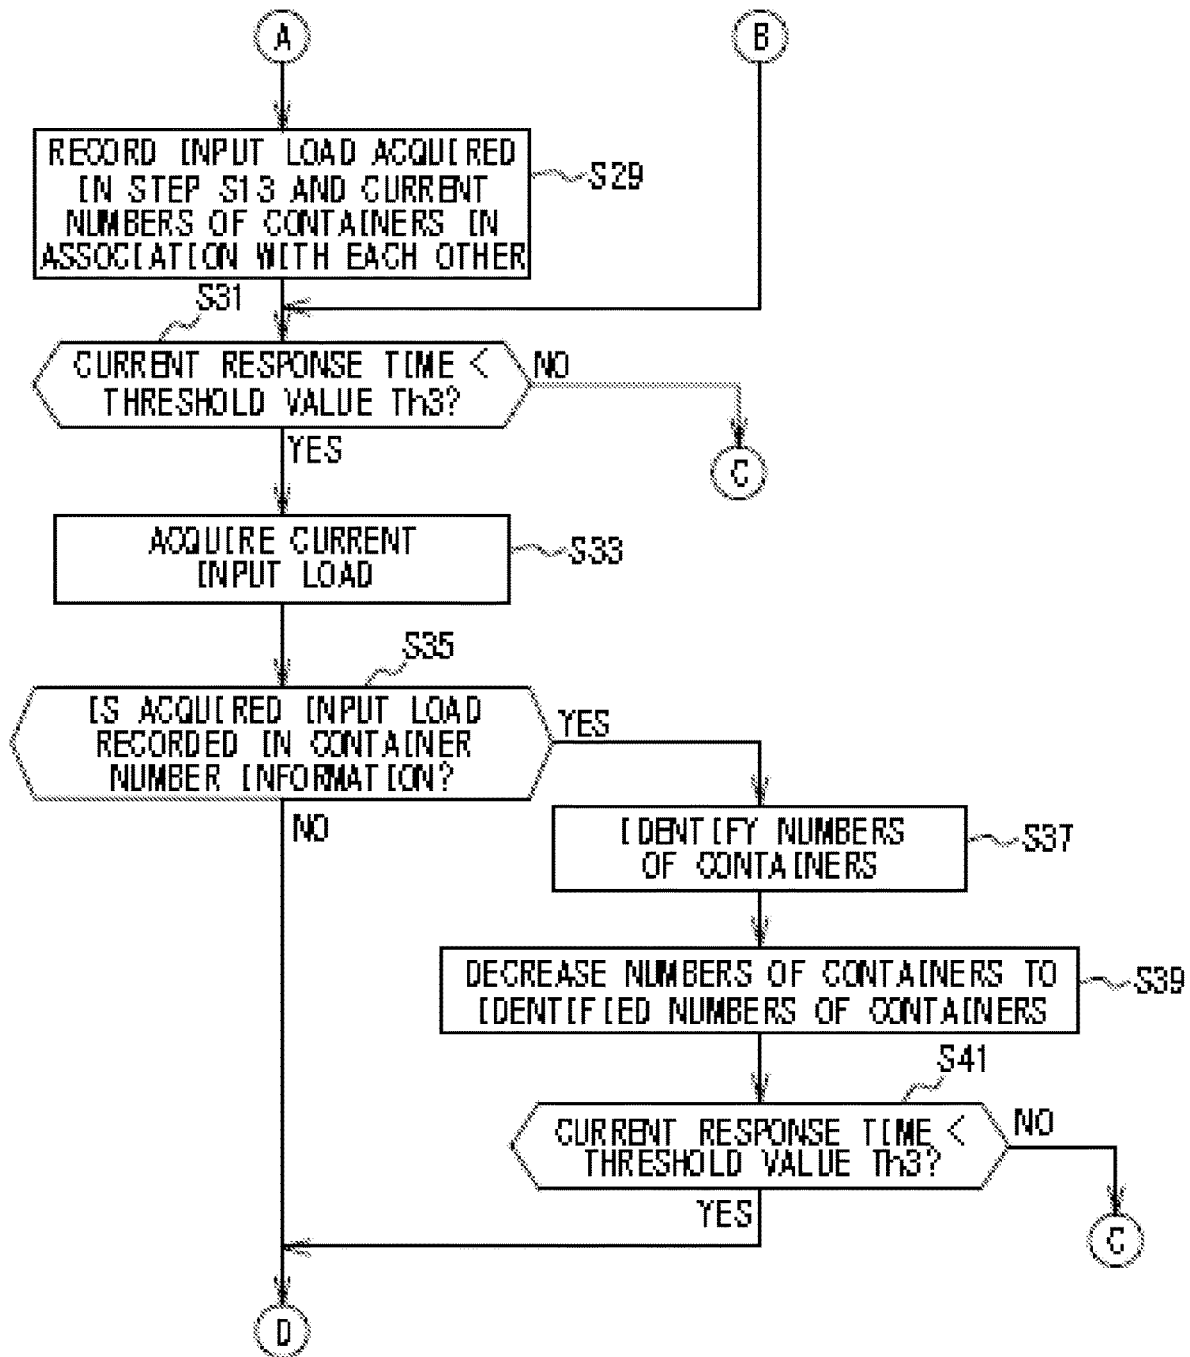 A
B
RECORD INPUT LOAD ACQUIRED
IN STEP S13 AND CURRENT
NUMBERS OF CONTAINERS IN
ASSOCIATION WITH EACH OTHER
S29
S31
CURRENT RESPONSE TIME <
THRESHOLD VALUE Th3?
NO
YES
C
ACQUIRE CURRENT
INPUT LOAD
S33
S35
IS ACQUIRED INPUT LOAD
RECORDED IN CONTAINER
NUMBER INFORMATION?
YES
NO
IDENTIFY NUMBERS
OF CONTAINERS
S37
DECREASE NUMBERS OF CONTAINERS TO
IDENTIFIED NUMBERS OF CONTAINERS
S39
S41
CURRENT RESPONSE TIME <
THRESHOLD VALUE Th3?
NO
YES
C
D